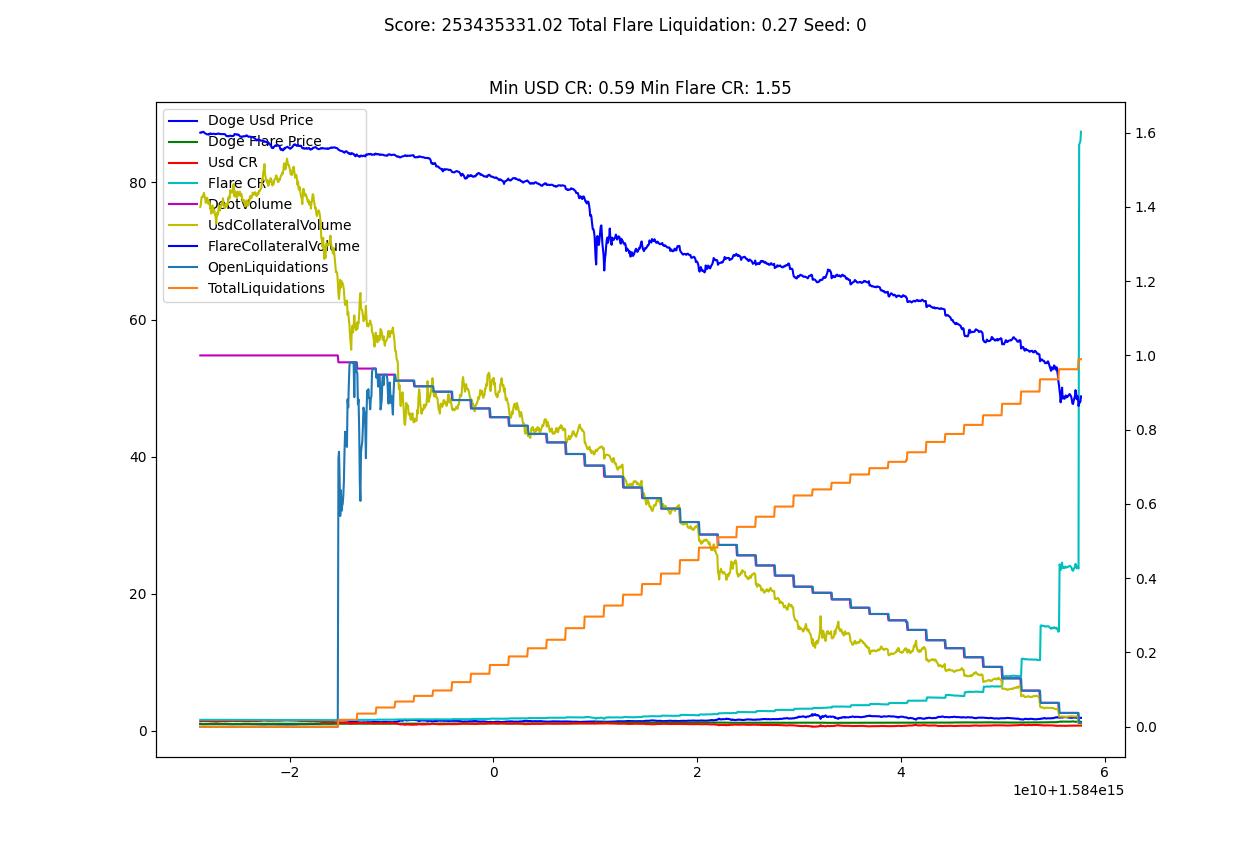 Score: 253435331.02 Total Flare Liquidation: 0.27 Seed: 0
Min USD CR: 0.59 Min Flare CR: 1.55
Doge Usd Price
Doge Flare Price
Usd CR
Flare CR
DebtVolume
UsdCollateralVolume
FlareCollateralVolume
OpenLiquidations
TotalLiquidations
80
60
40
20
0
1.6
1.4
1.2
1.0
0.8
0.6
0.4
0.2
0.0
−2
0
2
4
6
1e10+1.584e15